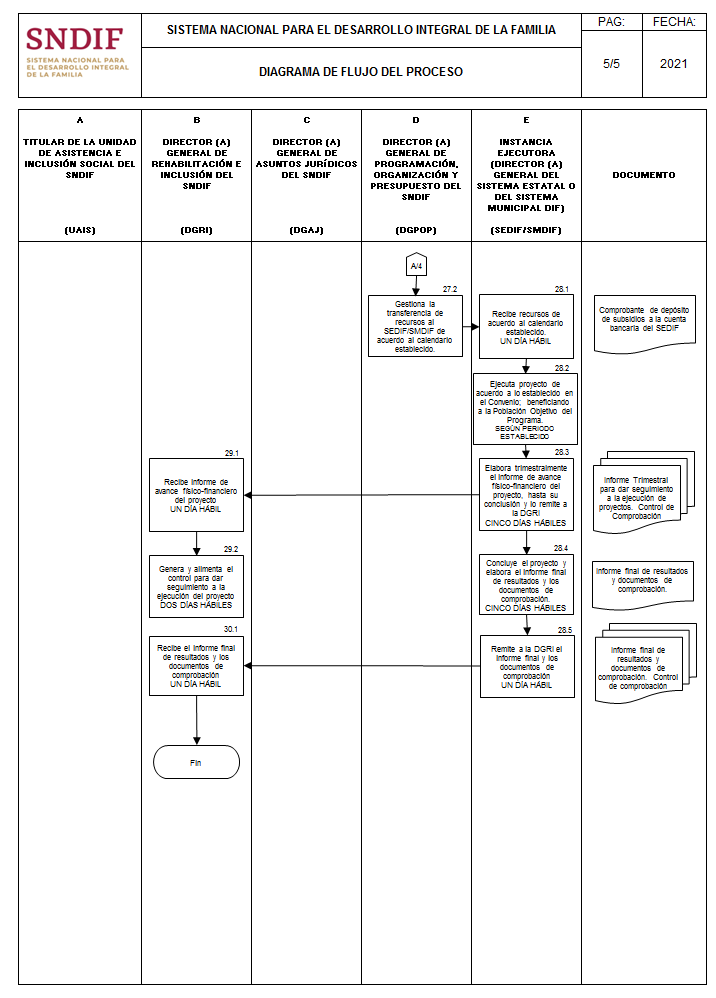 SNDIF
SISTEMA NACIONAL PARA
EL DESARROLLO INTEGRAL
DE LA FAMILIA
SISTEMA NACIONAL PARA EL DESARROLLO INTEGRAL DE LA FAMILIA
DIAGRAMA DE FLUJO DEL PROCESO
PAG:
FECHA:
5/5
2021
A
TITULAR DE LA UNIDAD
DE ASISTENCIA E
INCLUSIÓN SOCIAL DEL
SNDIF
(UAIS)
B
DIRECTOR (A)
GENERAL DE
REHABILITACIÓN E
INCLUSIÓN DEL
SNDIF
(DGRI)
C
DIRECTOR (A)
GENERAL DE
ASUNTOS JURÍDICOS
DEL SNDIF
(DGAJ)
D
DIRECTOR (A)
GENERAL DE
PROGRAMACIÓN,
ORGANIZACIÓN Y
PRESUPUESTO DEL
SNDIF
(DGPOP)
E
INSTANCIA
EJECUTORA
(DIRECTOR (A)
GENERAL DEL
SISTEMA ESTATAL O
DEL SISTEMA
MUNICIPAL DIF)
(SEDIF/SMDIF)
DOCUMENTO
A/4
27.2
Gestiona la
transferencia de
recursos al
SEDIF/SMDIF de
acuerdo al calendario
establecido.
28.1
Recibe recursos de
acuerdo al calendario
establecido.
UN DÍA HÁBIL
Comprobante de depósito
de subsidios a la cuenta
bancaria del SEDIF
28.2
Ejecuta proyecto de
acuerdo a lo establecido en
el Convenio; beneficiando
a la Población Objetivo del
Programa.
SEGÚN PERIODO
ESTABLECIDO
28.3
Elabora trimestralmente
el informe de avance
físico-financiero del
proyecto, hasta su
conclusión y lo remite a
la DGRI
CINCO DÍAS HÁBILES
Informe Trimestral
para dar seguimiento
a la ejecución de
proyectos. Control de
Comprobación
29.1
Recibe informe de
avance físico-financiero
del proyecto
UN DÍA HÁBIL
29.2
Genera y alimenta el
control para dar
seguimiento a la
ejecución del proyecto
DOS DÍAS HÁBILES
28.4
Concluye el proyecto y
elabora el informe final
de resultados y los
documentos de
comprobación.
CINCO DÍAS HÁBILES
Informe final de resultados
y documentos de
comprobación.
30.1
Recibe el informe final
de resultados y los
documentos de
comprobación
UN DÍA HÁBIL
28.5
Remite a la DGRI el
informe final y los
documentos de
comprobación
UN DÍA HÁBIL
Informe final de
resultados y
documentos de
comprobación. Control
de comprobación
Fin